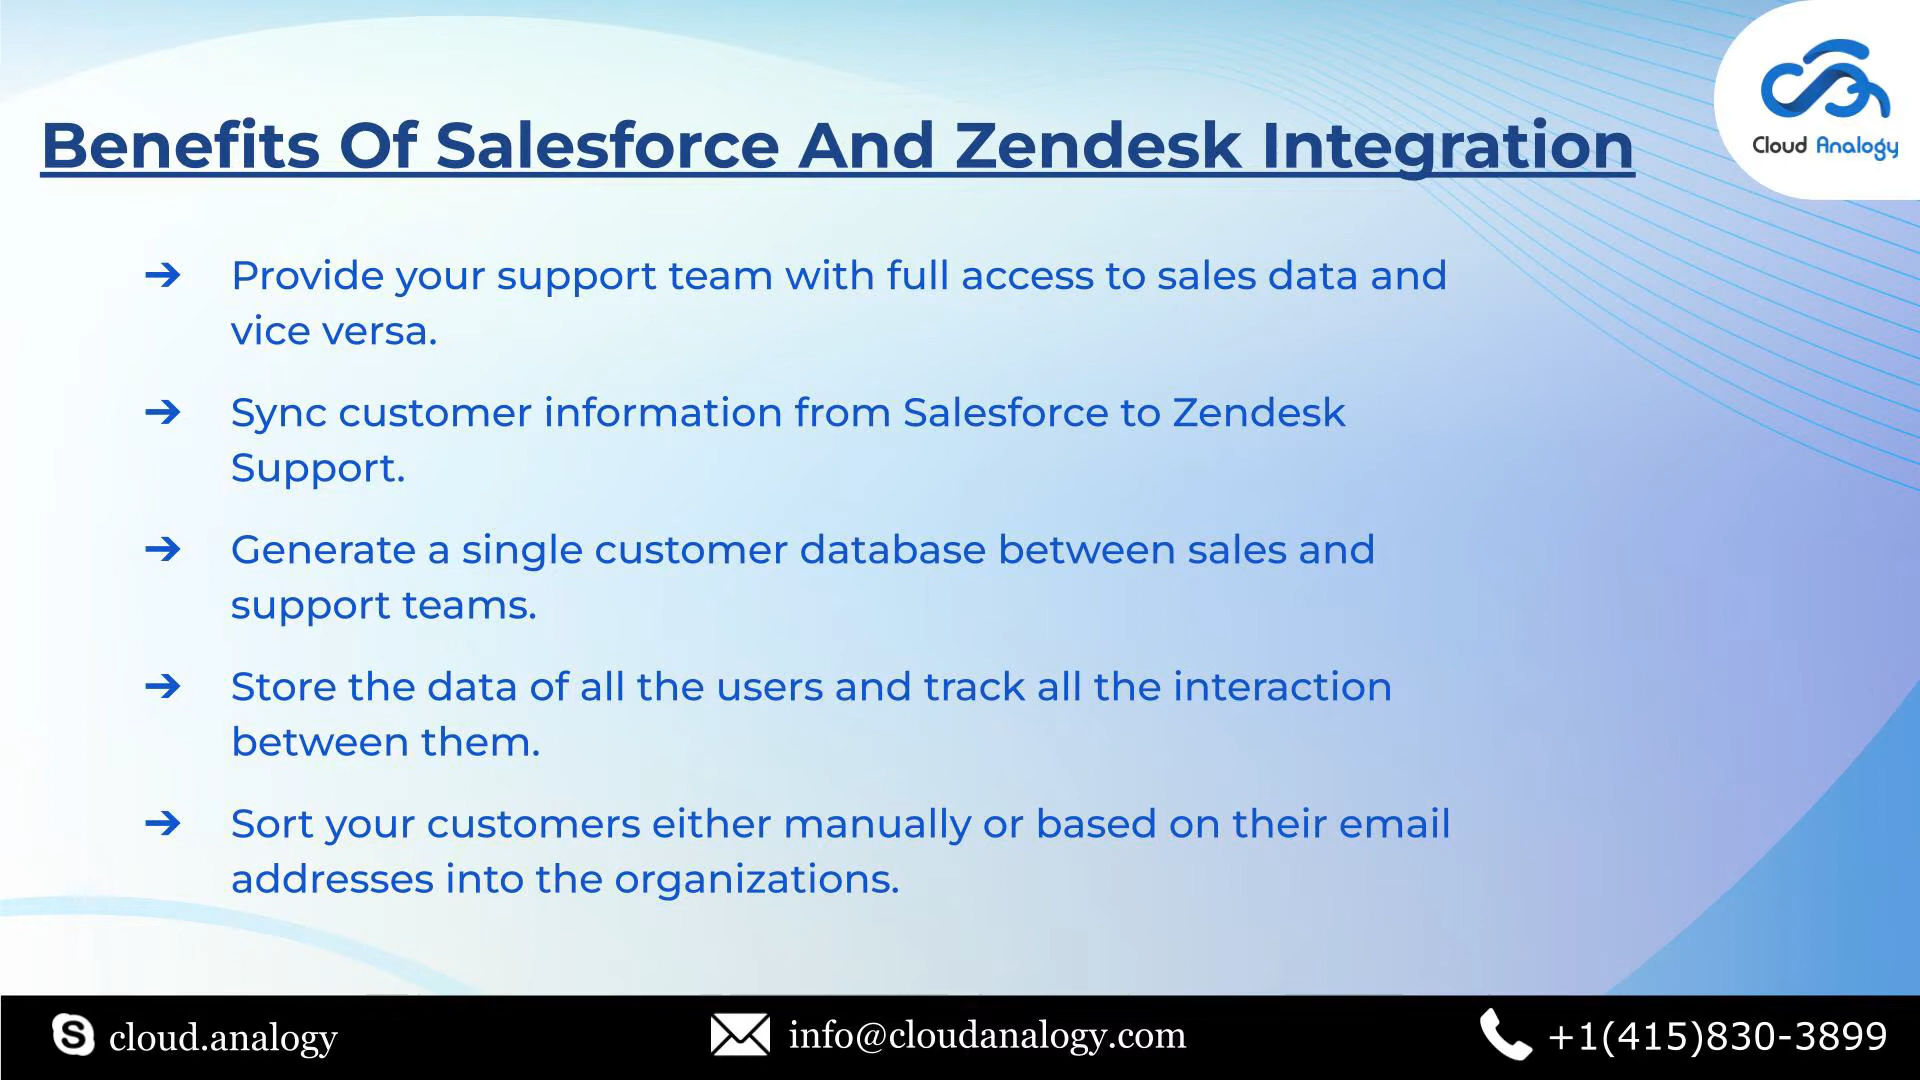 Cloud Analogy
Benefits Of Salesforce And Zendesk Integration
➔ Provide your support team with full access to sales data and
vice versa.
➔ Sync customer information from Salesforce to Zendesk
Support.
➔ Generate a single customer database between sales and
support teams.
➔ Store the data of all the users and track all the interaction
between them.
➔ Sort your customers either manually or based on their email
addresses into the organizations.
cloud.analogy
info@cloudanalogy.com
+1(415)830-3899